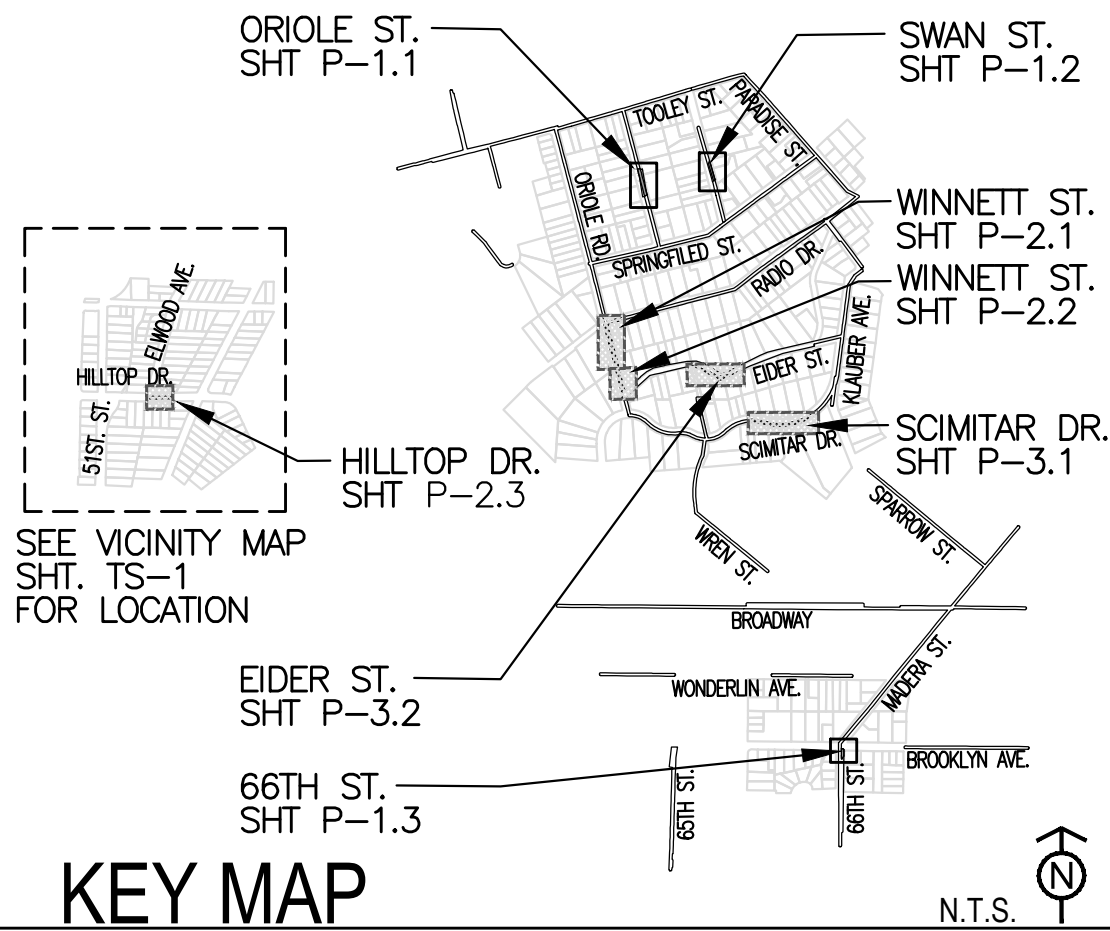 ORIOLE ST.
SHT P-1.1
SWAN ST.
SHT P-1.2
TOOLEY ST.
PARADISE ST.
ORIOLE RD.
WINNETT ST.
SHT P-2.1
SPRINGFILED ST.
RADIO DR.
WINNETT ST.
SHT P-2.2
ELWOOD AVE.
HILLTOP DR.
51ST. ST.
EIDER ST.
KLAUBER AVE.
SCIMITAR DR.
SHT P-3.1
SCIMITAR DR.
HILLTOP DR.
SHT P-2.3
SEE VICINITY MAP
SHT. TS-1
FOR LOCATION
SPARROW ST.
WREN ST.
BROADWAY
EIDER ST.
SHT P-3.2
WONDERLIN AVE.
MADERA ST.
BROOKLYN AVE.
66TH ST.
SHT P-1.3
65TH ST.
66TH ST.
KEY MAP
N.T.S.
N